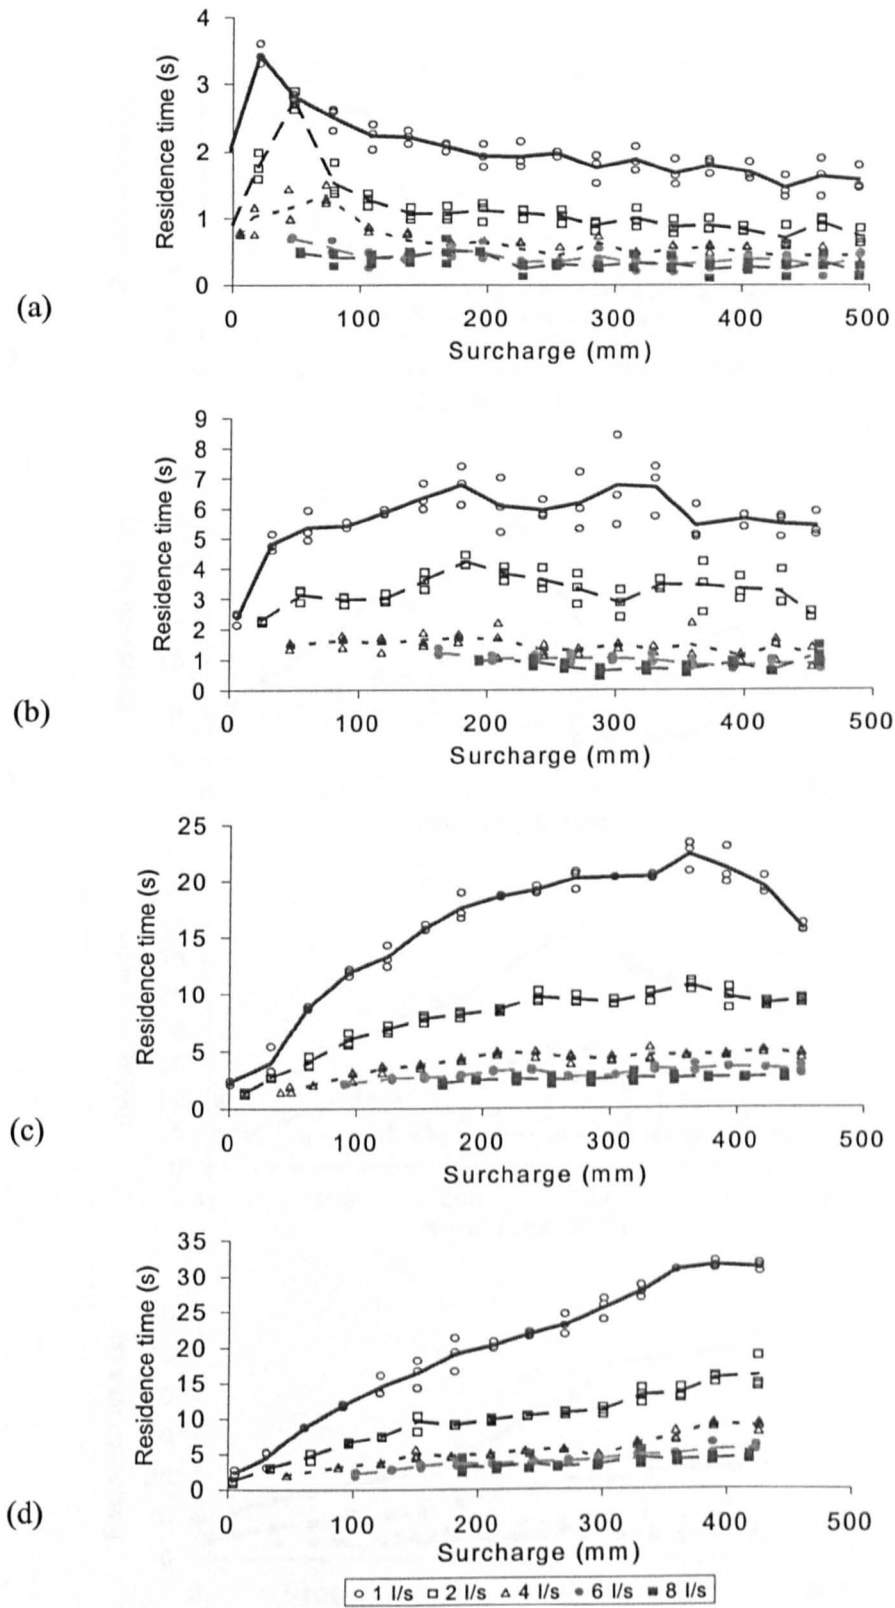 4
3
2
1
0
Residence time (s)
0 100 200 300 400 500
Surcharge (mm)
(a)
9
8
7
6
5
4
3
2
1
0
Residence time (s)
0 100 200 300 400 500
Surcharge (mm)
(b)
25
20
15
10
5
0
Residence time (s)
0 100 200 300 400 500
Surcharge (mm)
(c)
35
30
25
20
15
10
5
0
Residence time (s)
0 100 200 300 400 500
Surcharge (mm)
(d)
1 l/s 2 l/s 4 l/s 6 l/s 8 l/s